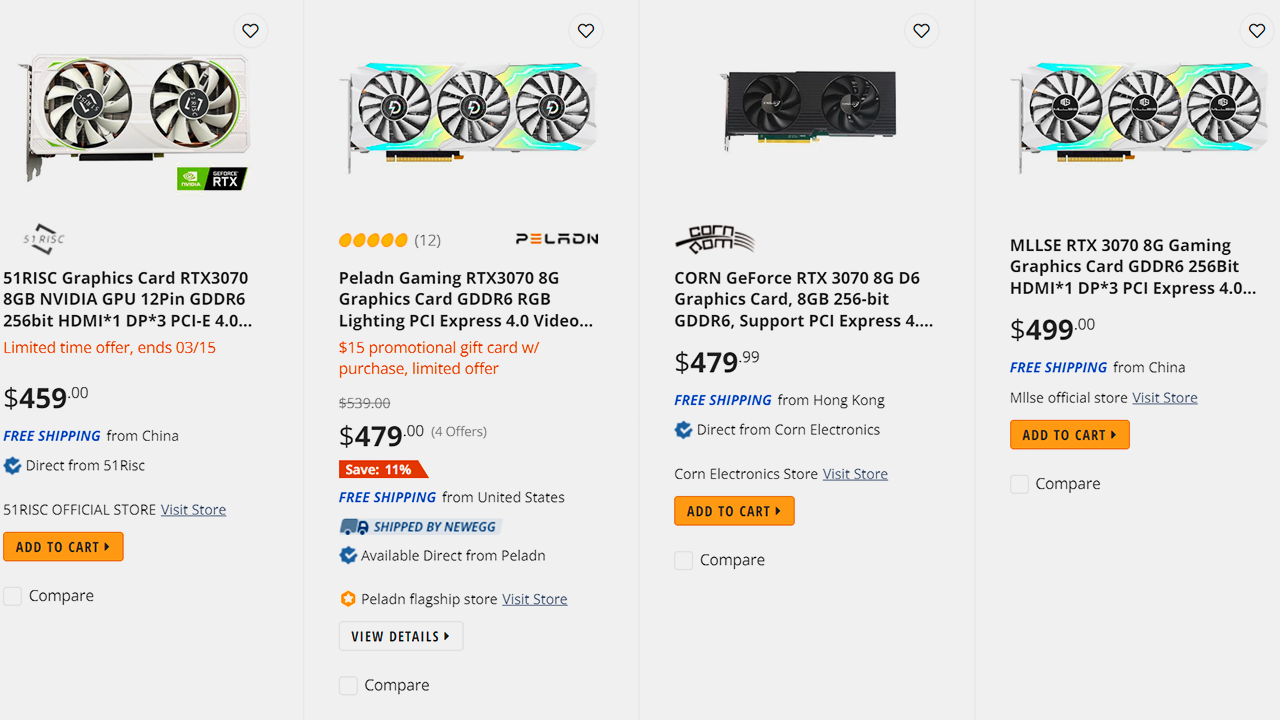 51RISC
51RISC
NVIDIA
GEFORCE
RTX
51RISC
51RISC Graphics Card RTX3070
8GB NVIDIA GPU 12Pin GDDR6
256bit HDMI*1 DP*3 PCI-E 4.0...
Limited time offer, ends 03/15
$459.00
FREE SHIPPING from China
Direct from 51Risc
51RISC OFFICIAL STORE Visit Store
ADD TO CART
Compare
(12)
PELADN
Peladn Gaming RTX3070 8G
Graphics Card GDDR6 RGB
Lighting PCI Express 4.0 Video...
$15 promotional gift card w/
purchase, limited offer
$539.00
$479.00 (4 Offers)
Save: 11%
FREE SHIPPING from United States
SHIPPED BY NEWEGG
Available Direct from Peladn
Peladn flagship store Visit Store
VIEW DETAILS
Compare
CORN
CORN GeForce RTX 3070 8G D6
Graphics Card, 8GB 256-bit
GDDR6, Support PCI Express 4....
$479.99
FREE SHIPPING from Hong Kong
Direct from Corn Electronics
Corn Electronics Store Visit Store
ADD TO CART
Compare
MLLSE
MLLSE
MLLSE
MLLSE RTX 3070 8G Gaming
Graphics Card GDDR6 256Bit
HDMI*1 DP*3 PCI Express 4.0...
$499.00
FREE SHIPPING from China
Mllse official store Visit Store
ADD TO CART
Compare